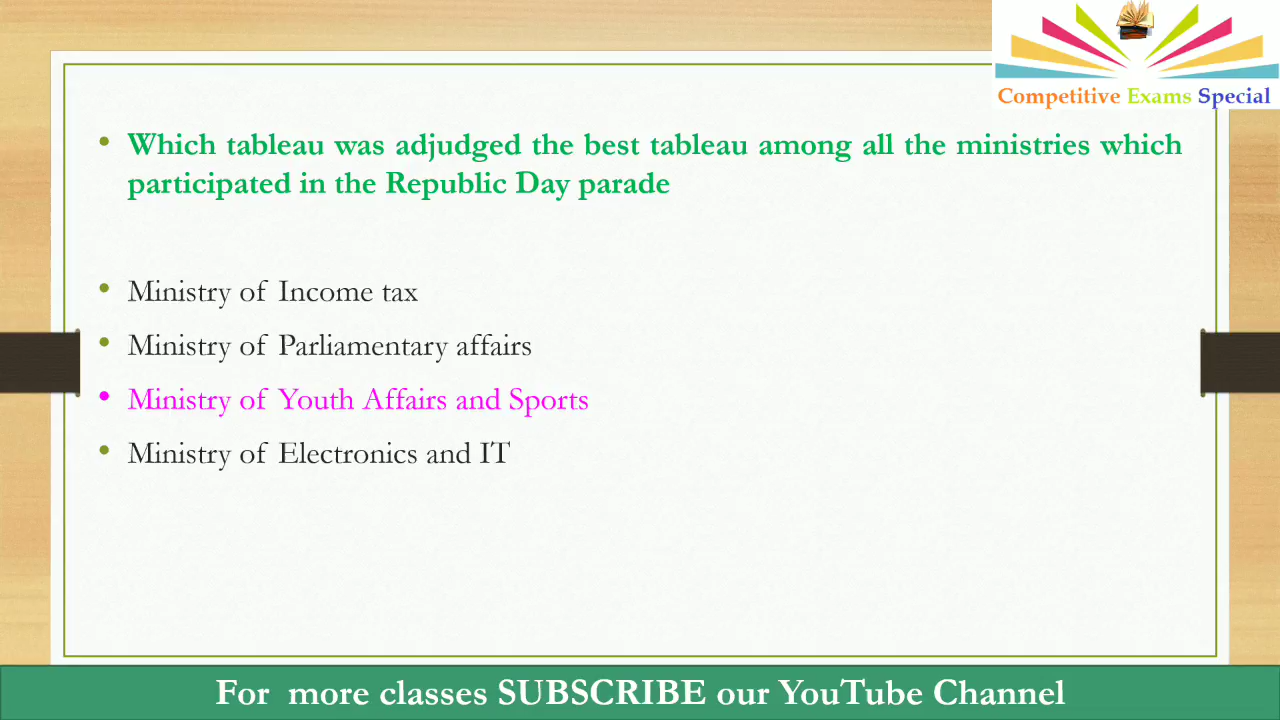 Competitive Exams Special
• Which tableau was adjudged the best tableau among all the ministries which
participated in the Republic Day parade
• Ministry of Income tax
• Ministry of Parliamentary affairs
• Ministry of Youth Affairs and Sports
• Ministry of Electronics and IT
For more classes SUBSCRIBE our YouTube Channel